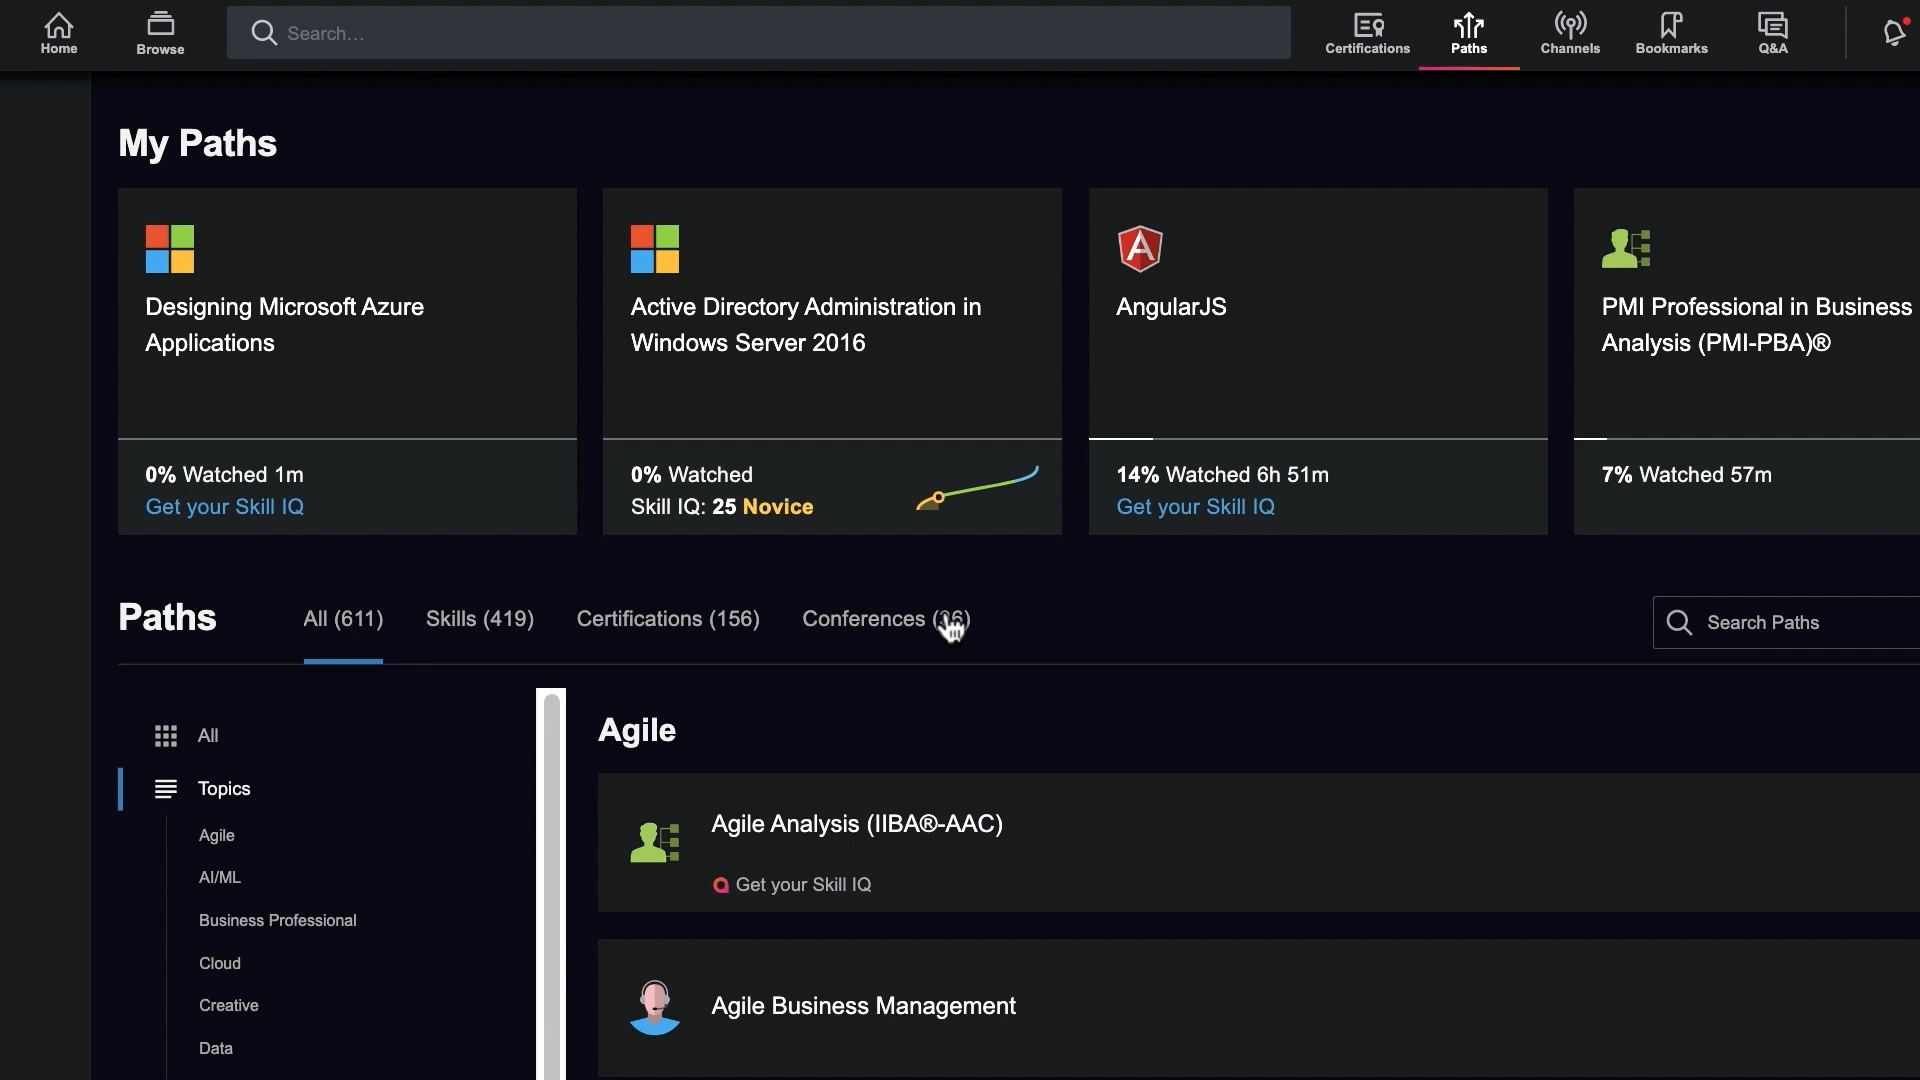 Home
Browse
Search...
Certifications
Paths
Channels
Bookmarks
Q&A
My Paths
Designing Microsoft Azure
Applications
0% Watched 1m
Get your Skill IQ
Active Directory Administration in
Windows Server 2016
0% Watched
Skill IQ: 25 Novice
AngularJS
14% Watched 6h 51m
Get your Skill IQ
PMI Professional in Business
Analysis (PMI-PBA)®
7% Watched 57m
Paths
All (611)
Skills (419)
Certifications (156)
Conferences
Search Paths
All
Topics
Agile
AI/ML
Business Professional
Cloud
Creative
Data
Agile
Agile Analysis (IIBA®-AAC)
Get your Skill IQ
Agile Business Management